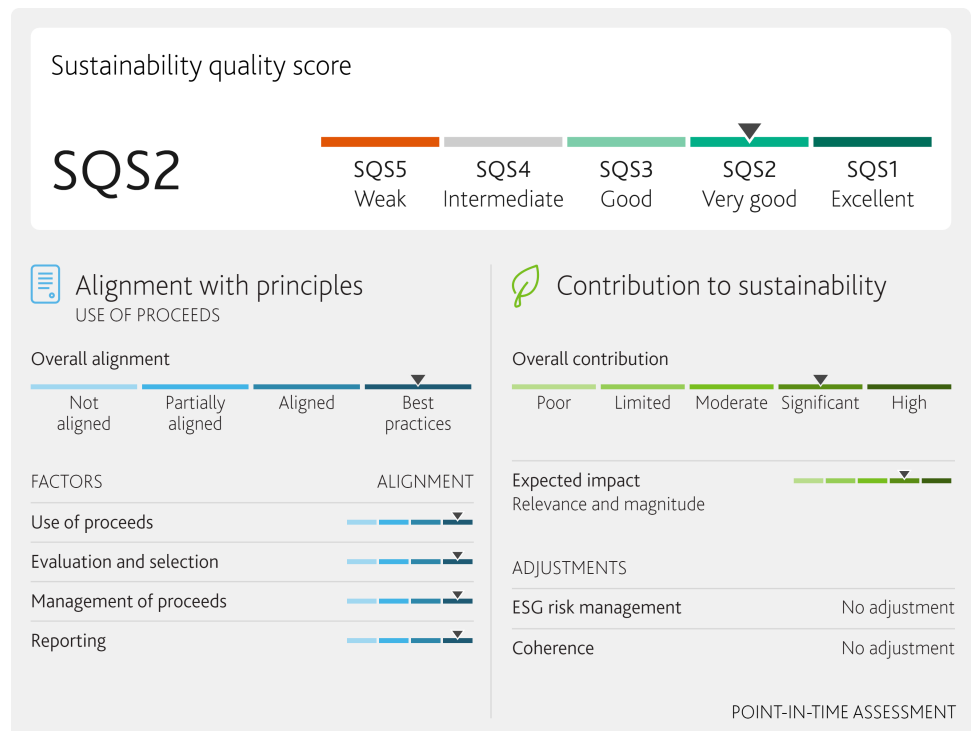 Sustainability quality score
SQS2
SQS5 SQS4 SQS3 SQS2 SQS1
Weak Intermediate Good Very good Excellent
Alignment with principles
USE OF PROCEEDS
Overall alignment
Not aligned
Partially aligned
Aligned
Best practices
FACTORS ALIGNMENT
Use of proceeds
Evaluation and selection
Management of proceeds
Reporting
Contribution to sustainability
Overall contribution
Poor Limited Moderate Significant High
Expected impact
Relevance and magnitude
ADJUSTMENTS
ESG risk management No adjustment
Coherence No adjustment
POINT-IN-TIME ASSESSMENT